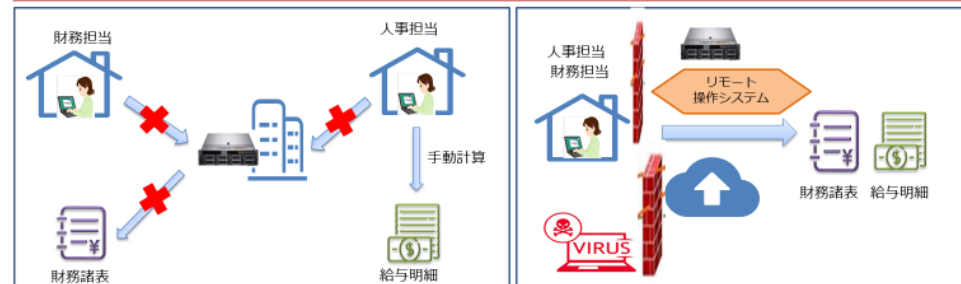 財務担当
人事担当
手動計算
財務諸表
給与明細
人事担当
財務担当
リモート
操作システム
財務諸表
給与明細
VIRUS